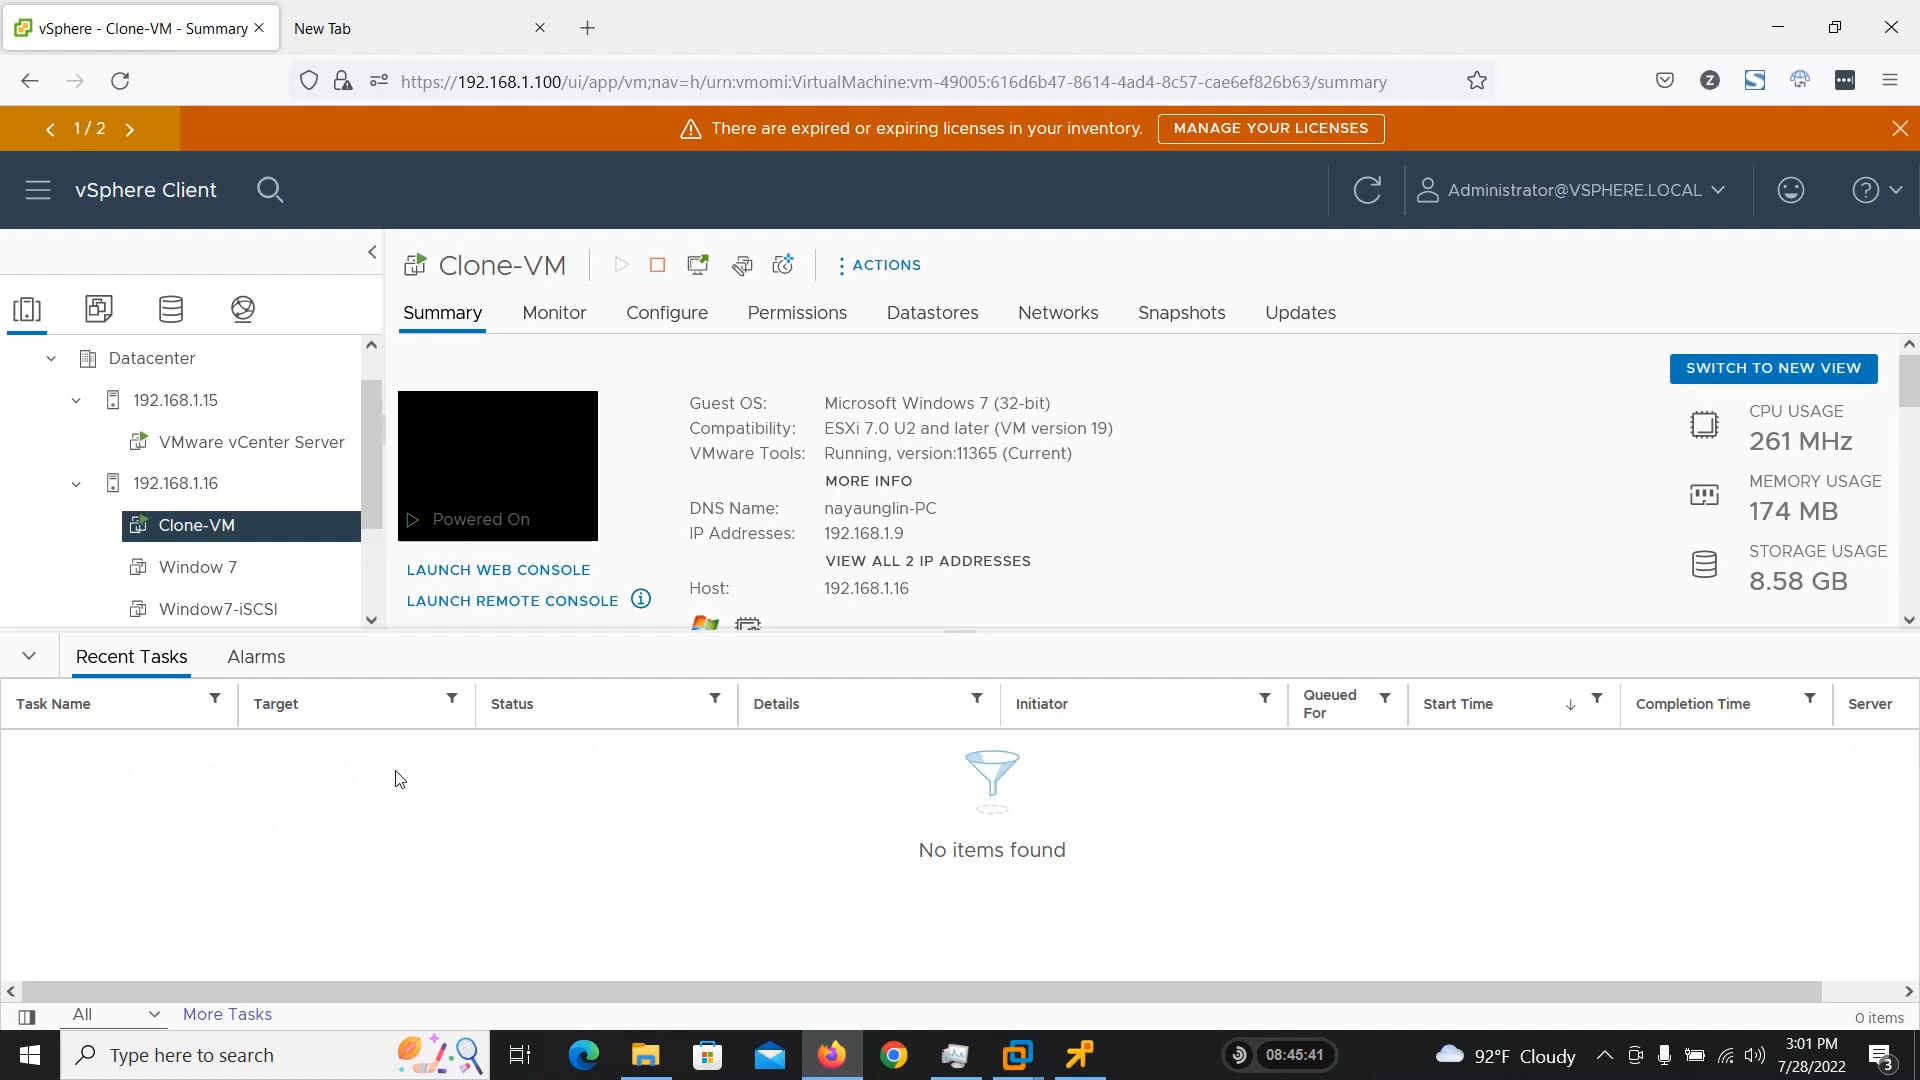 vSphere - Clone-VM - Summary
New Tab
https://192.168.1.100/ui/app/vm;nav=h/urn:vmomi:VirtualMachine:vm-49005:616d6b47-8614-4ad4-8c57-cae6ef826b63/summary
Z
1 / 2
There are expired or expiring licenses in your inventory.
MANAGE YOUR LICENSES
vSphere Client
Administrator@VSPHERE.LOCAL
Clone-VM
ACTIONS
Summary
Monitor
Configure
Permissions
Datastores
Networks
Snapshots
Updates
Datacenter
192.168.1.15
VMware vCenter Server
192.168.1.16
Clone-VM
Window 7
Window7-iSCSI
Powered On
LAUNCH WEB CONSOLE
LAUNCH REMOTE CONSOLE
Guest OS: Microsoft Windows 7 (32-bit)
Compatibility: ESXi 7.0 U2 and later (VM version 19)
VMware Tools: Running, version:11365 (Current)
MORE INFO
DNS Name: nayaunglin-PC
IP Addresses: 192.168.1.9
VIEW ALL 2 IP ADDRESSES
Host: 192.168.1.16
SWITCH TO NEW VIEW
CPU USAGE
261 MHz
MEMORY USAGE
174 MB
STORAGE USAGE
8.58 GB
Recent Tasks
Alarms
Task Name
Target
Status
Details
Initiator
Queued
For
Start Time
Completion Time
Server
No items found
All
More Tasks
0 items
Type here to search
08:45:41
92°F Cloudy
3:01 PM
7/28/2022
3